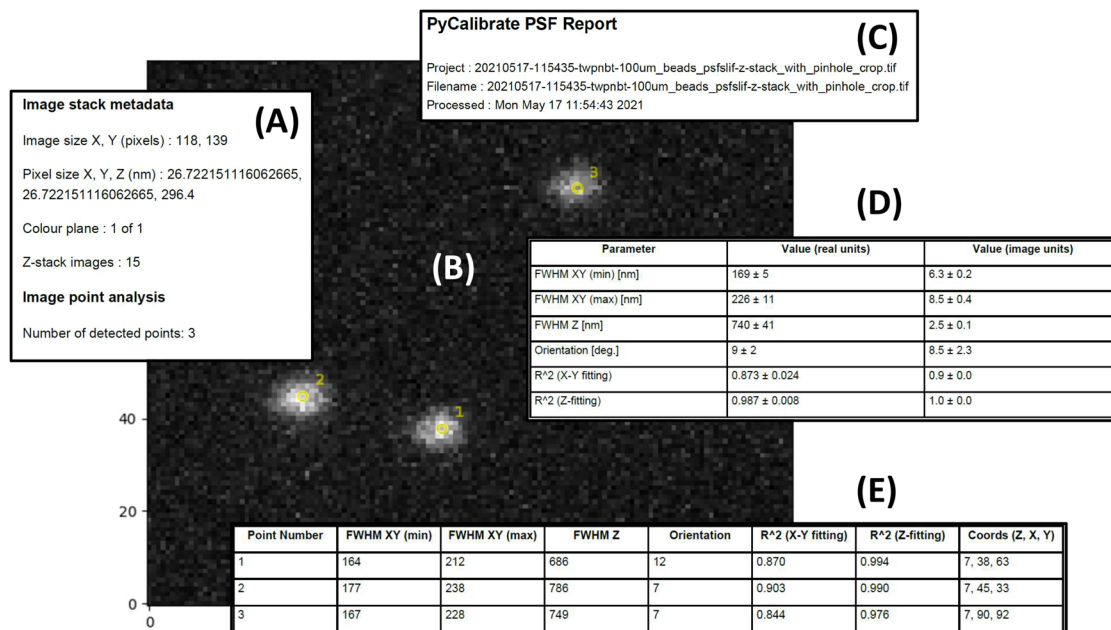 PyCalibrate PSF Report
(C)
Project : 20210517-115435-twpnbt-100um_beads_psfslif-z-stack_with_pinhole_crop.tif
Filename : 20210517-115435-twpnbt-100um_beads_psfslif-z-stack_with_pinhole_crop.tif
Processed : Mon May 17 11:54:43 2021
Image stack metadata
(A)
Image size X, Y (pixels) : 118, 139
Pixel size X, Y, Z (nm) : 26.722151116062665,
26.722151116062665, 296.4
Colour plane : 1 of 1
Z-stack images : 15
Image point analysis
Number of detected points: 3
3
(B)
(D)
Parameter Value (real units) Value (image units)
FWHM XY (min) [nm] 169 ± 5 6.3 ± 0.2
FWHM XY (max) [nm] 226 ± 11 8.5 ± 0.4
FWHM Z [nm] 740 ± 41 2.5 ± 0.1
Orientation [deg.] 9 ± 2 8.5 ± 2.3
R^2 (X-Y fitting) 0.873 ± 0.024 0.9 ± 0.0
R^2 (Z-fitting) 0.987 ± 0.008 1.0 ± 0.0
2
1
40
20
0
0
(E)
Point Number FWHM XY (min) FWHM XY (max) FWHM Z Orientation R^2 (X-Y fitting) R^2 (Z-fitting) Coords (Z, X, Y)
1 164 212 686 12 0.870 0.994 7, 38, 63
2 177 238 786 7 0.903 0.990 7, 45, 33
3 167 228 749 7 0.844 0.976 7, 90, 92